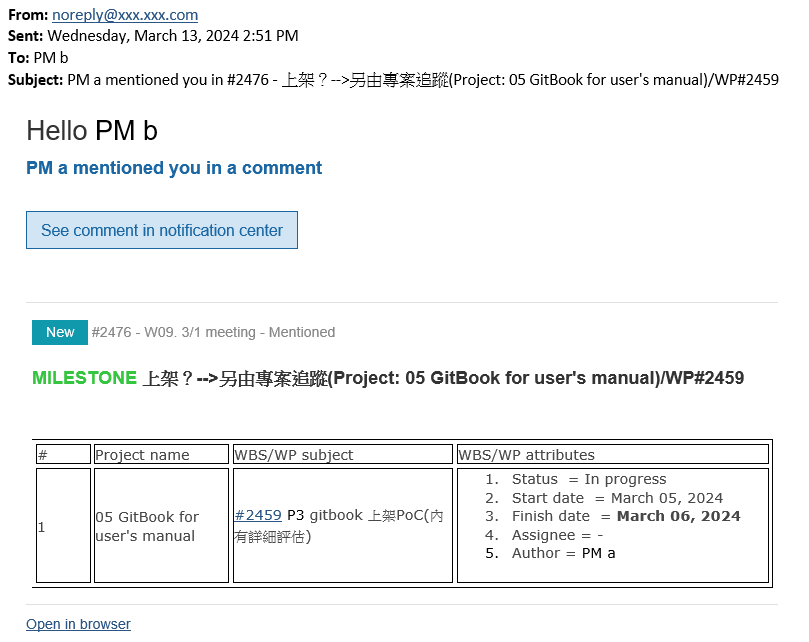 From: noreply@xxx.xxx.com
Sent: Wednesday, March 13, 2024 2:51 PM
To: PM b
Subject: PM a mentioned you in #2476 - 上架？-->另由專案追蹤(Project: 05 GitBook for user's manual)/WP#2459
Hello PM b
PM a mentioned you in a comment
See comment in notification center
New #2476 - W09. 3/1 meeting - Mentioned
MILESTONE 上架？-->另由專案追蹤(Project: 05 GitBook for user's manual)/WP#2459
# Project name WBS/WP subject WBS/WP attributes
1
05 GitBook for
user's manual
#2459 P3 gitbook 上架PoC(內
有詳細評估)
1. Status = In progress
2. Start date = March 05, 2024
3. Finish date = March 06, 2024
4. Assignee = -
5. Author = PM a
Open in browser